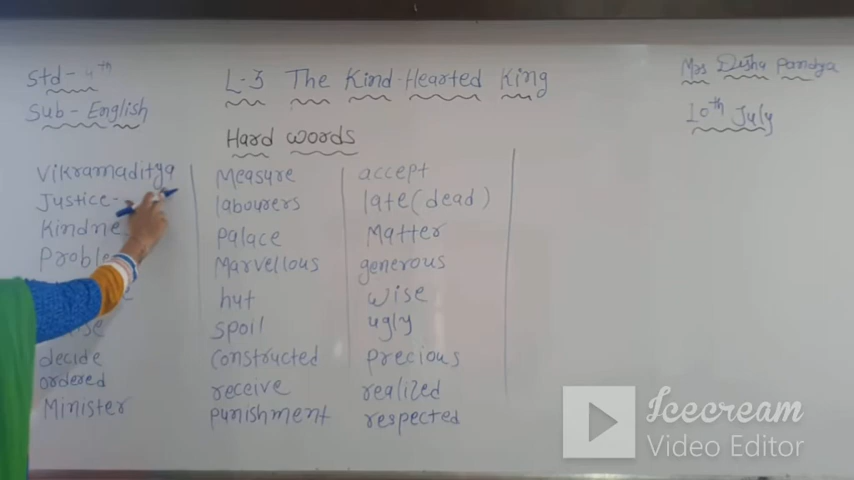 Std - 4th
Sub - English
L-3 The Kind-Hearted King
Mrs Disha Pandya
10th July
Hard words
Vikramaditya
Justice -
Kindne
Proble
decide
ordered
Minister
Measure
labourers
Palace
Marvellous
hut
spoil
Constructed
receive
punishment
accept
late (dead)
Matter
generous
wise
ugly
Precious
realized
respected
Icecream
Video Editor